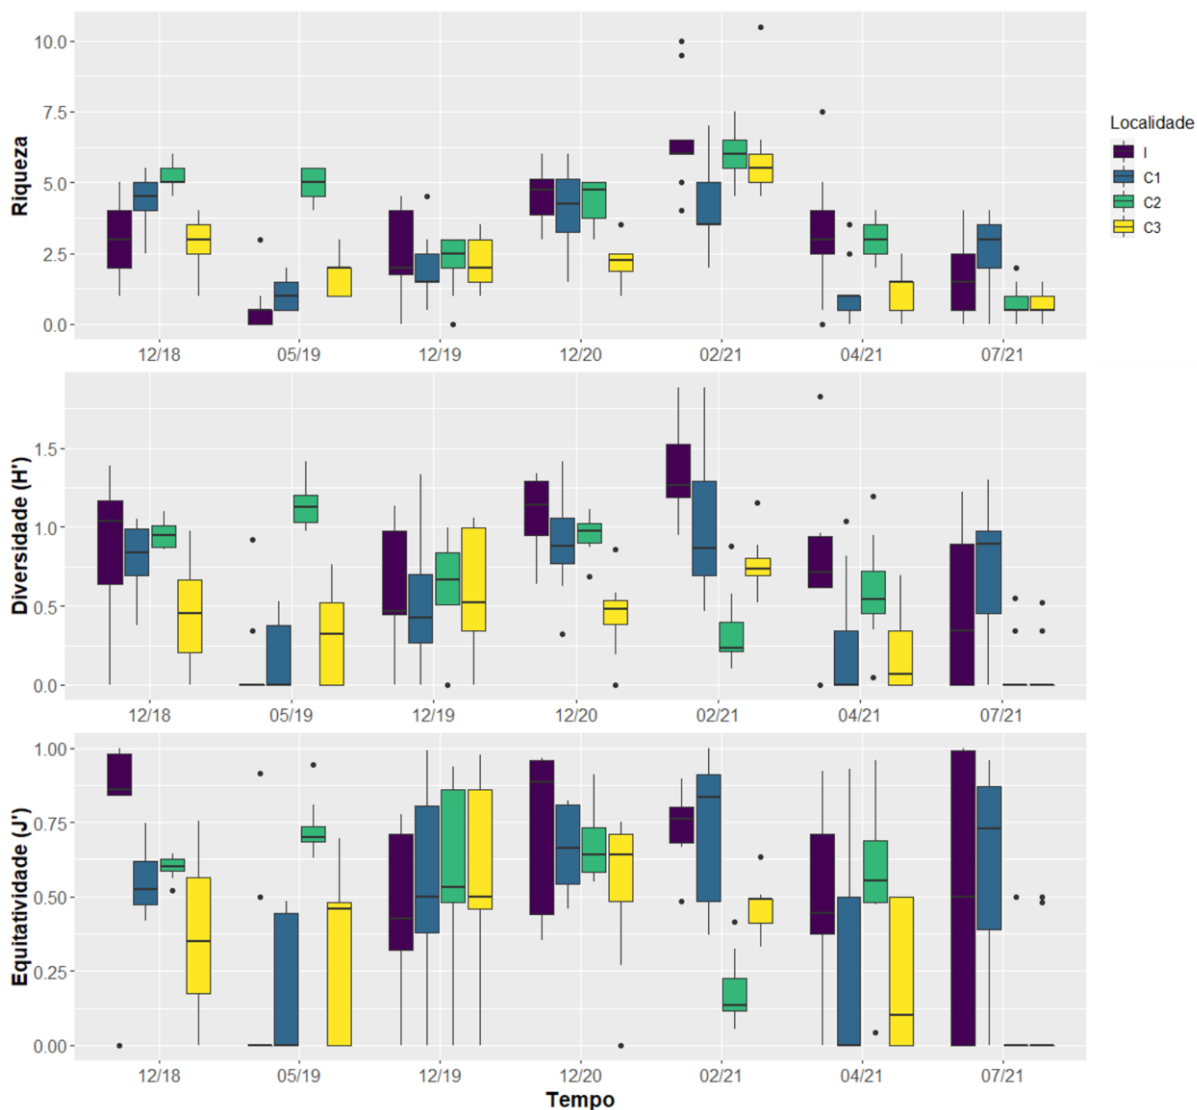 10.0
7.5
5.0
2.5
0.0
Riqueza
12/18 05/19 12/19 12/20 02/21 04/21 07/21
Localidade
I
C1
C2
C3
1.5
1.0
0.5
0.0
Diversidade (H')
12/18 05/19 12/19 12/20 02/21 04/21 07/21
1.00
0.75
0.50
0.25
0.00
Equitatividade (J')
12/18 05/19 12/19 12/20 02/21 04/21 07/21
Tempo